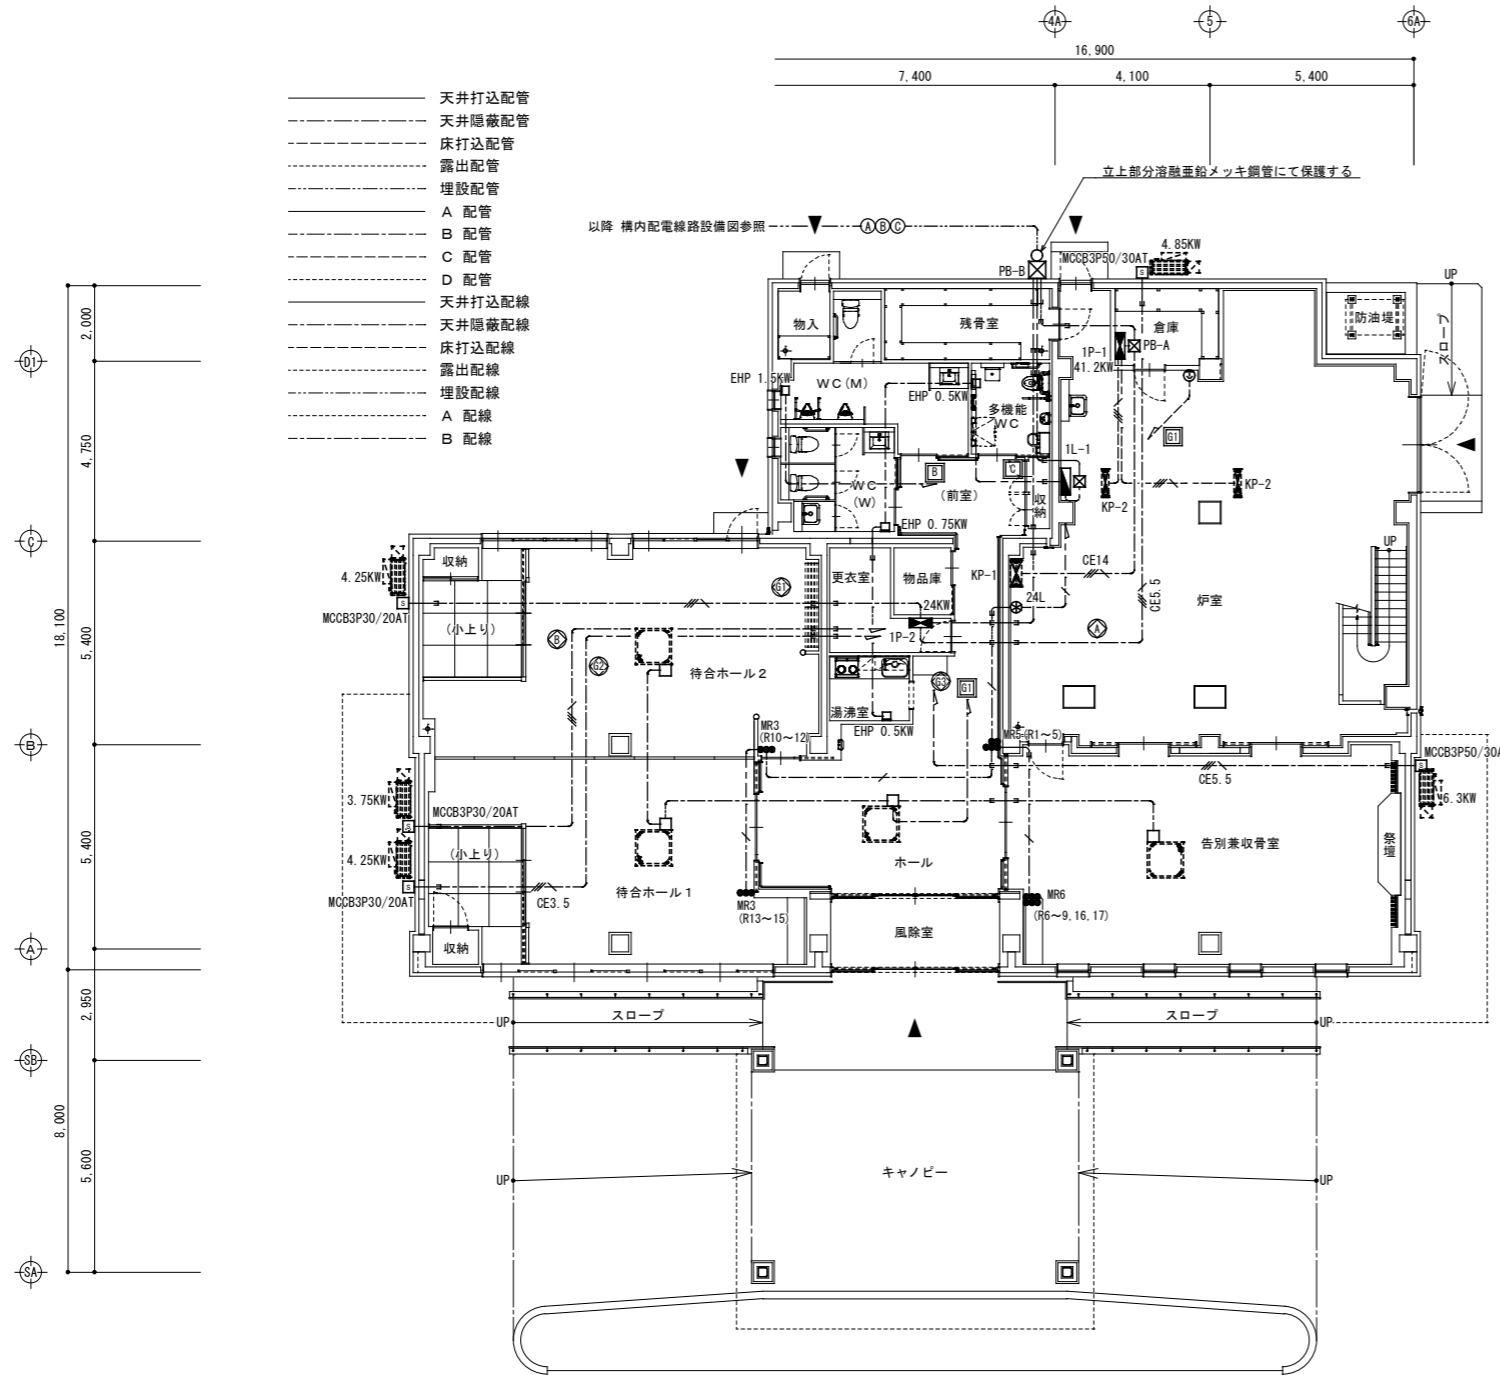 4A
5
6A
16,900
7,400
4,100
5,400
天井打込配管
天井隠蔽配管
床打込配管
露出配管
埋設配管
A 配管
B 配管
C 配管
D 配管
天井打込配線
天井隠蔽配線
床打込配線
露出配線
埋設配線
A 配線
B 配線
立上部分溶融亜鉛メッキ鋼管にて保護する
以降 構内配電線路設備図参照
A B C
4.85KW
MCCB3P50/30AT
PB-B
S
UP
スロープ
防油堤
物入
残骨室
倉庫
1P-1
PB-A
41.2KW
EHP 1.5KW
WC(M)
EHP 0.5KW
多機能
WC
G1
1L-1
B
C
WC
(W)
(前室)
収納
KP-2
KP-2
EHP 0.75KW
D1
C
B
A
SB
SA
2,000
4,750
5,400
18,100
5,400
2,950
8,000
5,600
収納
4.25KW
S
MCCB3P30/20AT
(小上り)
G1
更衣室
物品庫
KP-1
CE14
UP
24KW
24L
CE5.5
炉室
1P-2
A
B
G2
待合ホール2
G3
G1
湯沸室
EHP 0.5KW
MR3
(R10~12)
MR5(R1~5)
MCCB3P50/30A
S
CE5.5
6.3KW
3.75KW
MCCB3P30/20AT
S
4.25KW
(小上り)
S
MCCB3P30/20AT
CE3.5
待合ホール1
ホール
告別兼収骨室
祭壇
MR3
(R13~15)
MR6
(R6~9,16,17)
収納
風除室
UP
スロープ
スロープ
UP
UP
キャノピー
UP